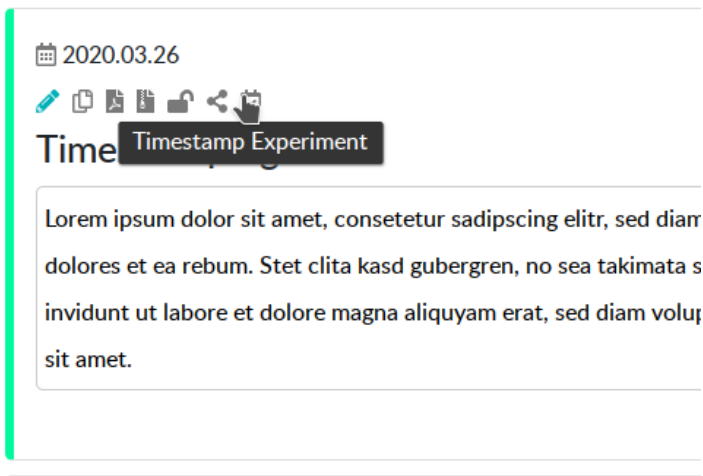 2020.03.26
Time
Timestamp Experiment
Lorem ipsum dolor sit amet, consetetur sadipscing elitr, sed diam
dolores et ea rebum. Stet clita kasd gubergren, no sea takimata
invidunt ut labore et dolore magna aliquyam erat, sed diam
sit amet.